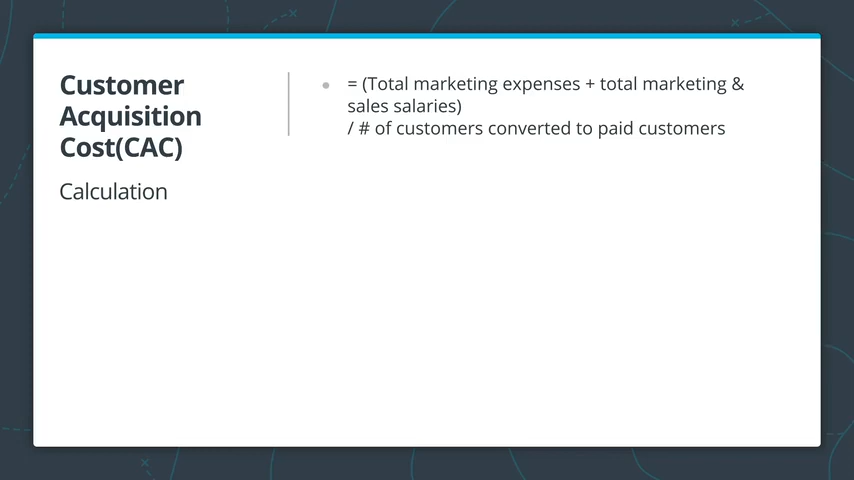 Customer
Acquisition
Cost(CAC)
Calculation
= (Total marketing expenses + total marketing &
sales salaries)
/ # of customers converted to paid customers